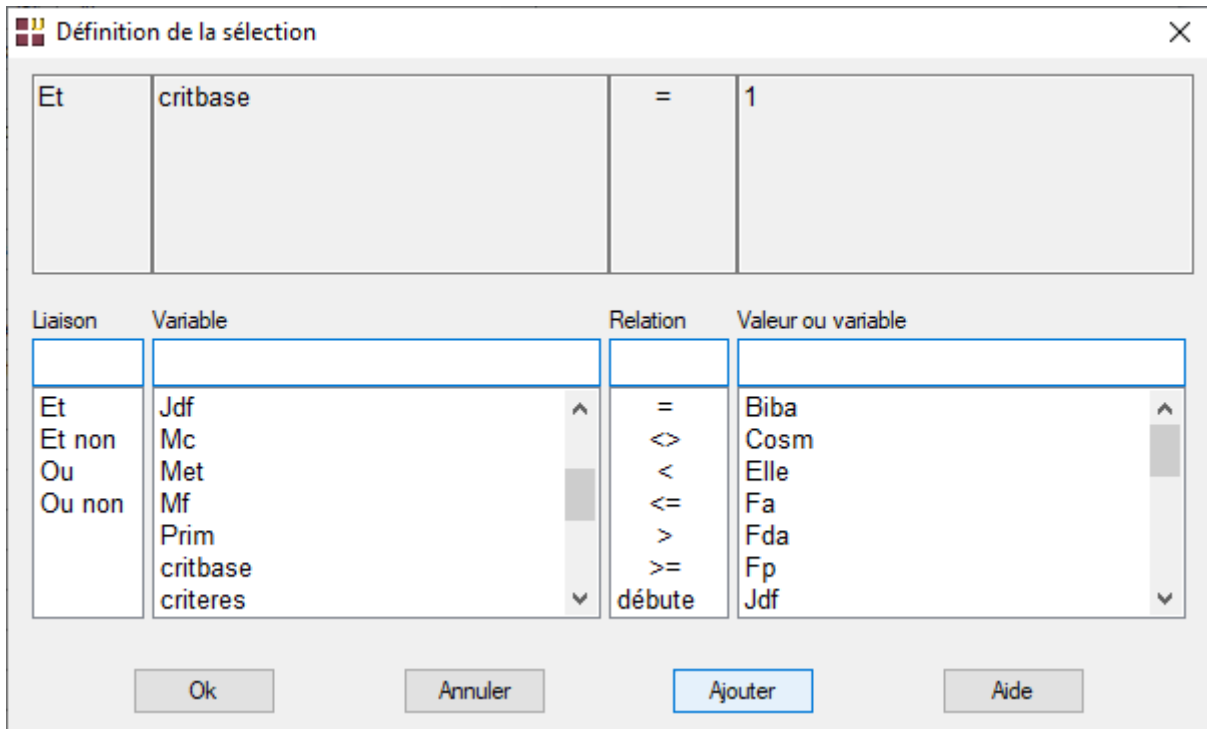 Définition de la sélection
Et critbase = 1
Liaison Variable Relation Valeur ou variable
Et Jdf = Biba
Et non Mc <> Cosm
Ou Met < Elle
Ou non Mf <= Fa
Prim > Fda
critbase >= Fp
criteres débute Jdf
Ok Annuler Ajouter Aide